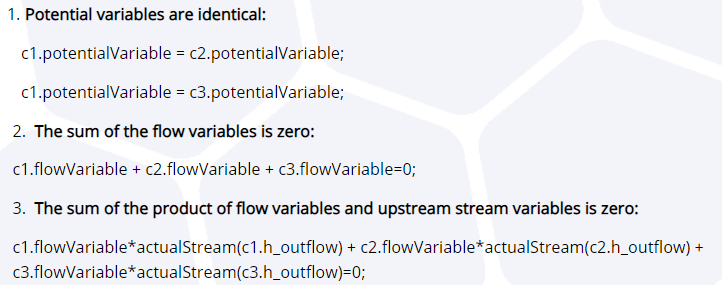 1. Potential variables are identical:
c1.potentialVariable = c2.potentialVariable;
c1.potentialVariable = c3.potentialVariable;
2. The sum of the flow variables is zero:
c1.flowVariable + c2.flowVariable + c3.flowVariable=0;
3. The sum of the product of flow variables and upstream stream variables is zero:
c1.flowVariable*actualStream(c1.h_outflow) + c2.flowVariable*actualStream(c2.h_outflow) +
c3.flowVariable*actualStream(c3.h_outflow)=0;